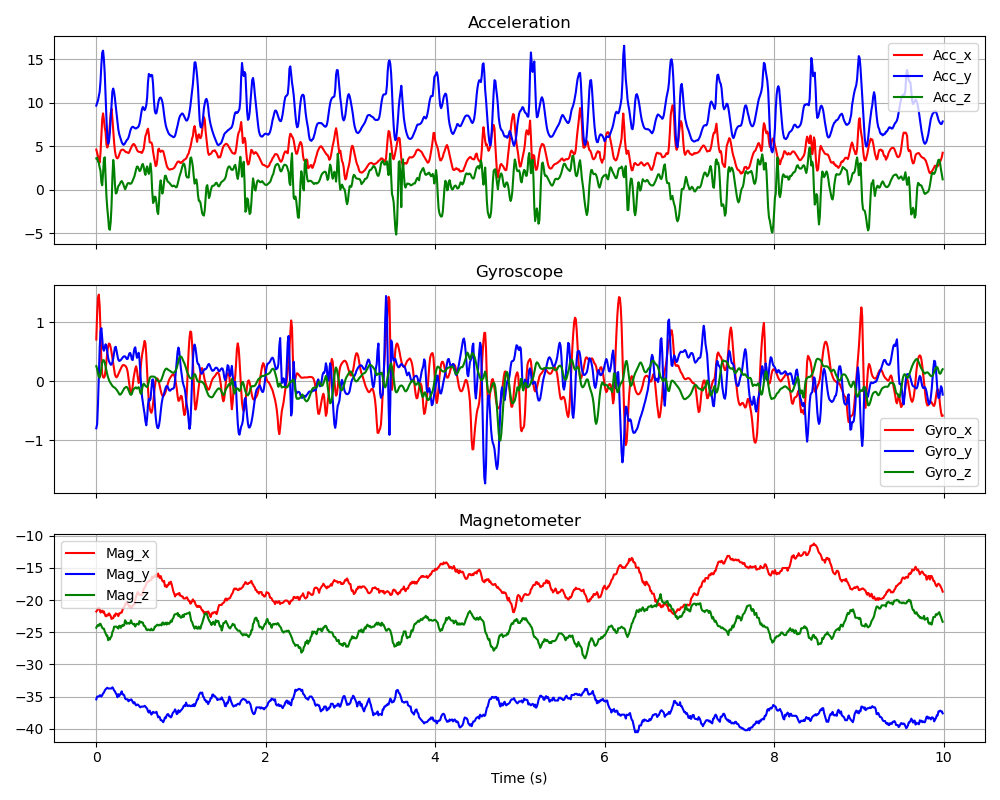 Acceleration
15
10
5
0
−5
Acc_x
Acc_y
Acc_z
Gyroscope
1
0
−1
Gyro_x
Gyro_y
Gyro_z
Magnetometer
−10
−15
−20
−25
−30
−35
−40
Mag_x
Mag_y
Mag_z
0 2 4 6 8 10
Time (s)